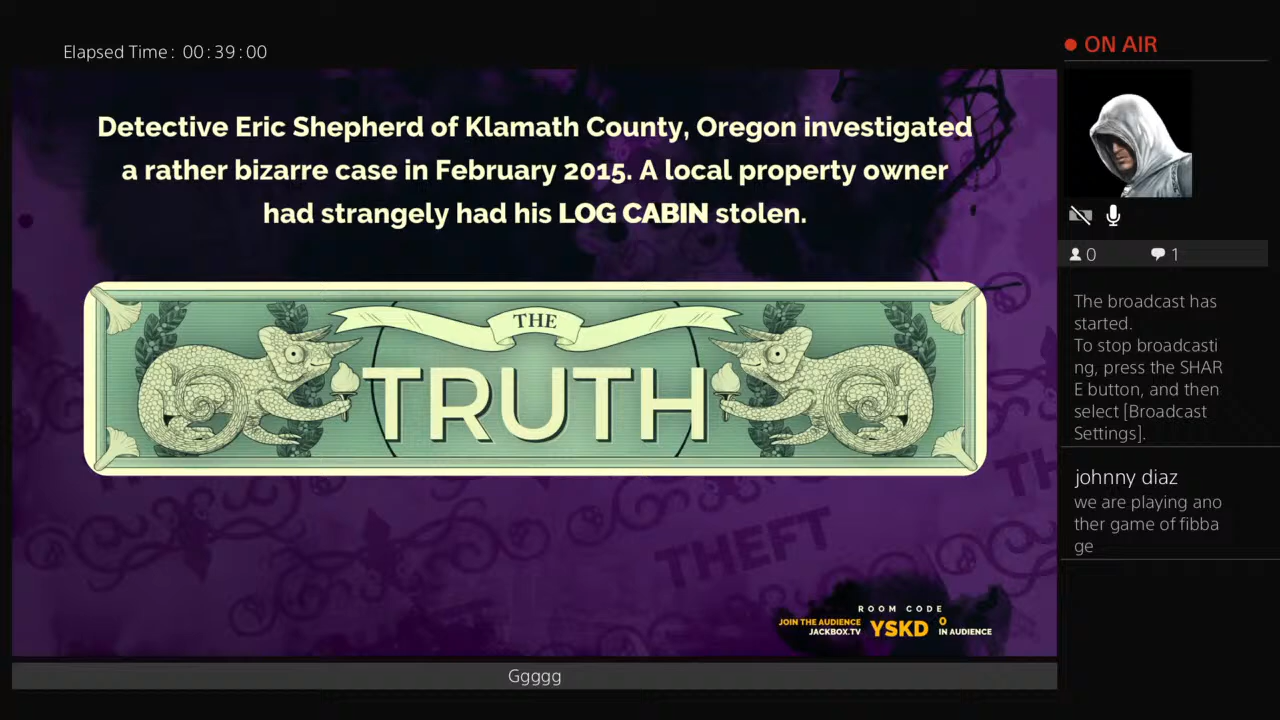 Elapsed Time: 00:39:00
ON AIR
Detective Eric Shepherd of Klamath County, Oregon investigated
a rather bizarre case in February 2015. A local property owner
had strangely had his LOG CABIN stolen.
THE
TRUTH
THEFT
TH
ROOM CODE
JOIN THE AUDIENCE
JACKBOX.TV
YSKD
0
IN AUDIENCE
Ggggg
0
1
The broadcast has
started.
To stop broadcasti
ng, press the SHAR
E button, and then
select [Broadcast
Settings].
johnny diaz
we are playing ano
ther game of fibba
ge